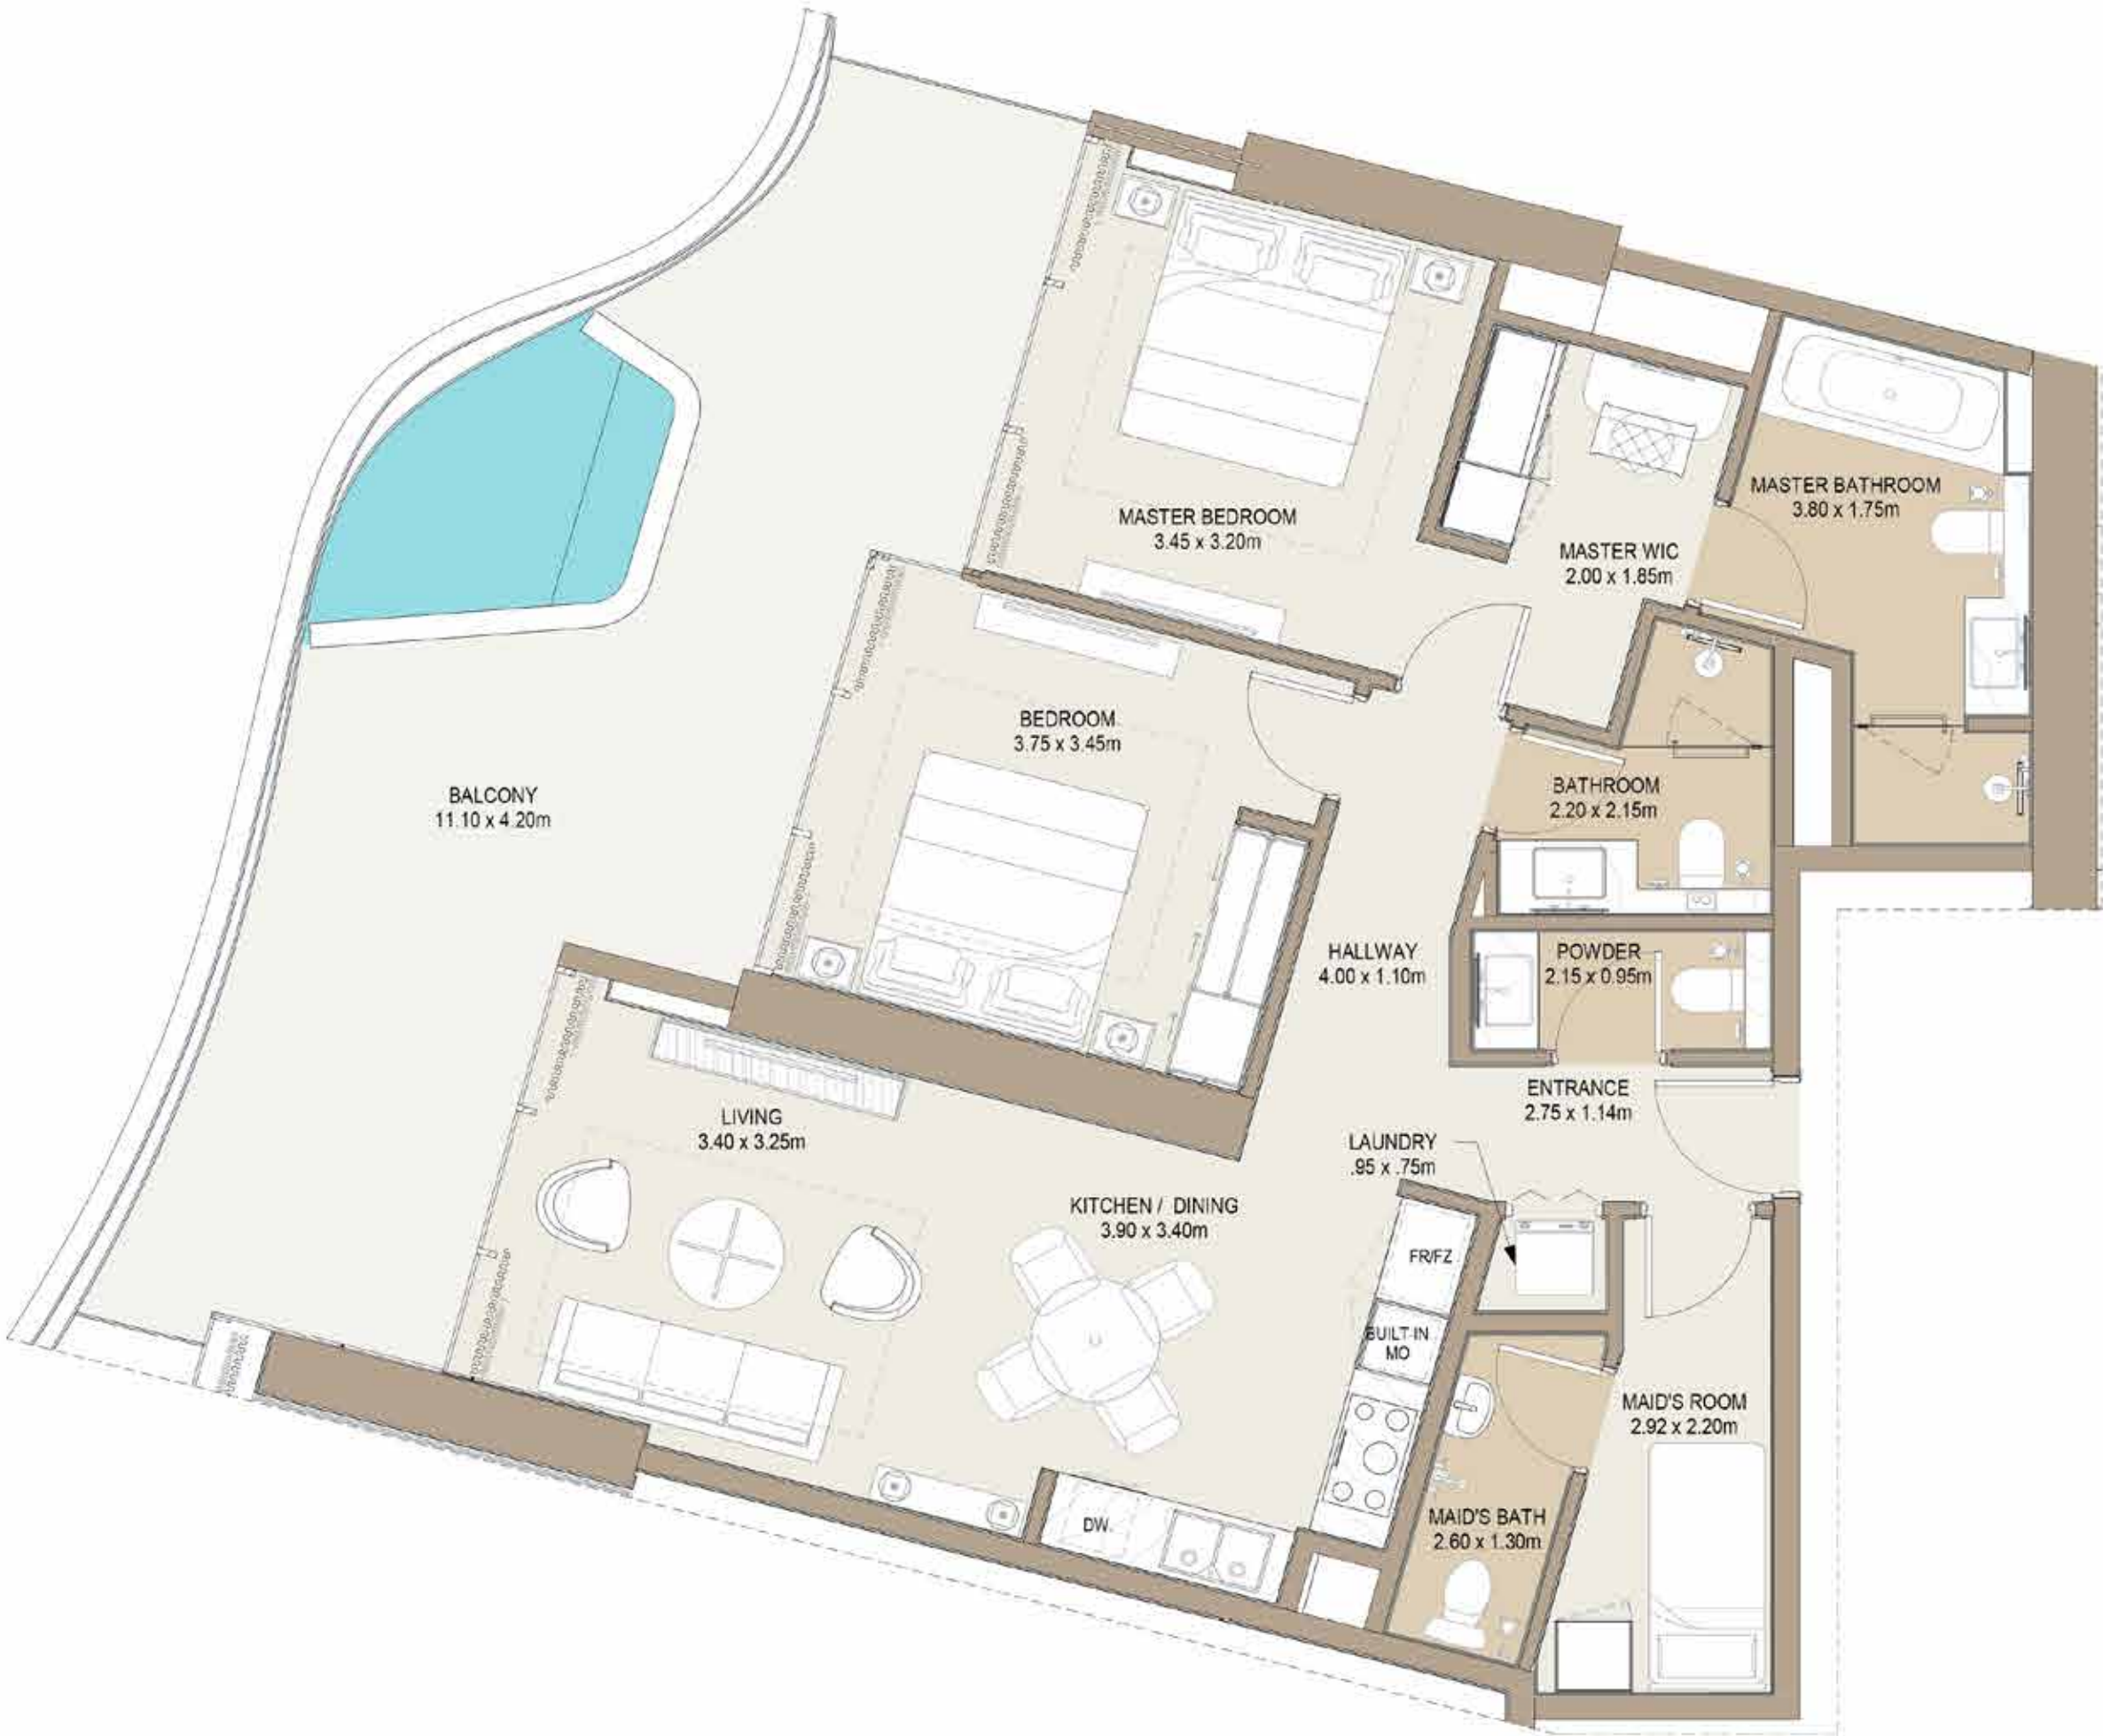 MASTER BATHROOM
3.80 x 1.75m
MASTER BEDROOM
3.45 x 3.20m
MASTER WIC
2.00 x 1.85m
BEDROOM
3.75 x 3.45m
BALCONY
11.10 x 4.20m
BATHROOM
2.20 x 2.15m
HALLWAY
4.00 x 1.10m
POWDER
2.15 x 0.95m
ENTRANCE
2.75 x 1.14m
LIVING
3.40 x 3.25m
LAUNDRY
.95 x .75m
KITCHEN / DINING
3.90 x 3.40m
FR/FZ
BUILT-IN
MO
MAID'S ROOM
2.92 x 2.20m
MAID'S BATH
2.60 x 1.30m
DW.